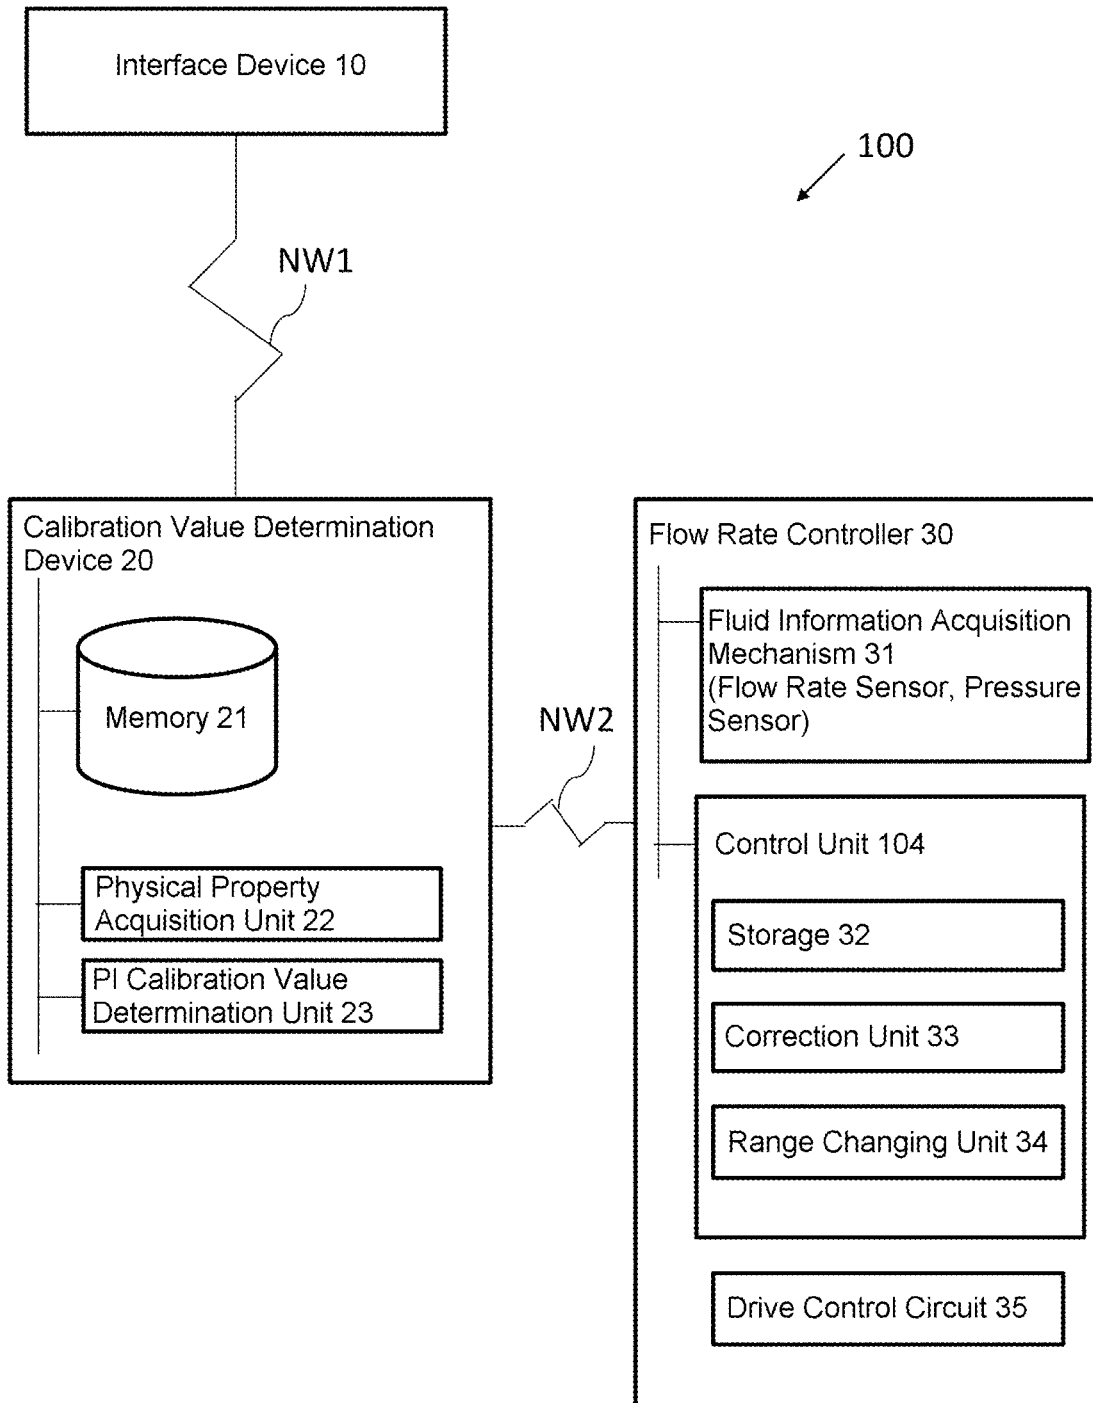 Interface Device 10
100
NW1
Calibration Value Determination
Device 20
Memory 21
Physical Property
Acquisition Unit 22
PI Calibration Value
Determination Unit 23
NW2
Flow Rate Controller 30
Fluid Information Acquisition
Mechanism 31
(Flow Rate Sensor, Pressure
Sensor)
Control Unit 104
Storage 32
Correction Unit 33
Range Changing Unit 34
Drive Control Circuit 35